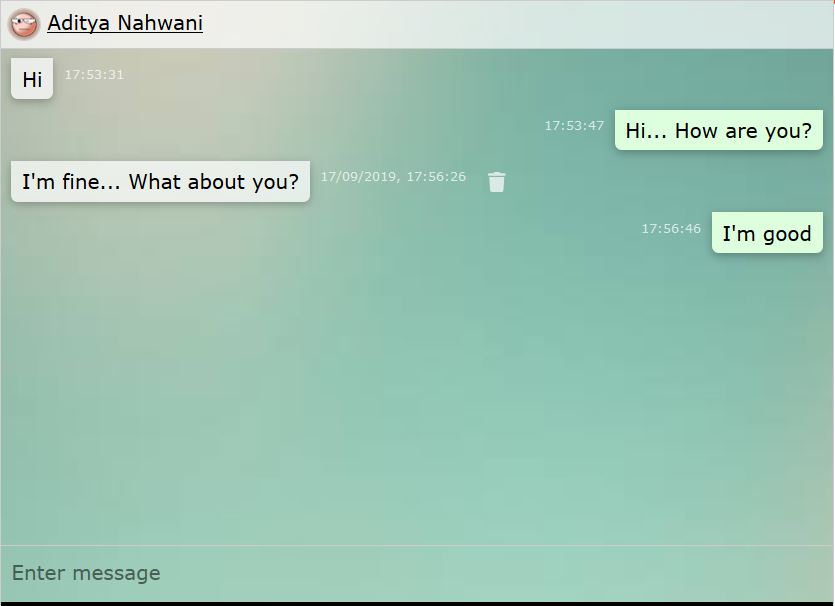 Aditya Nahwani
Hi 17:53:31
17:53:47 Hi... How are you?
I'm fine... What about you? 17/09/2019, 17:56:26
17:56:46 I'm good
Enter message